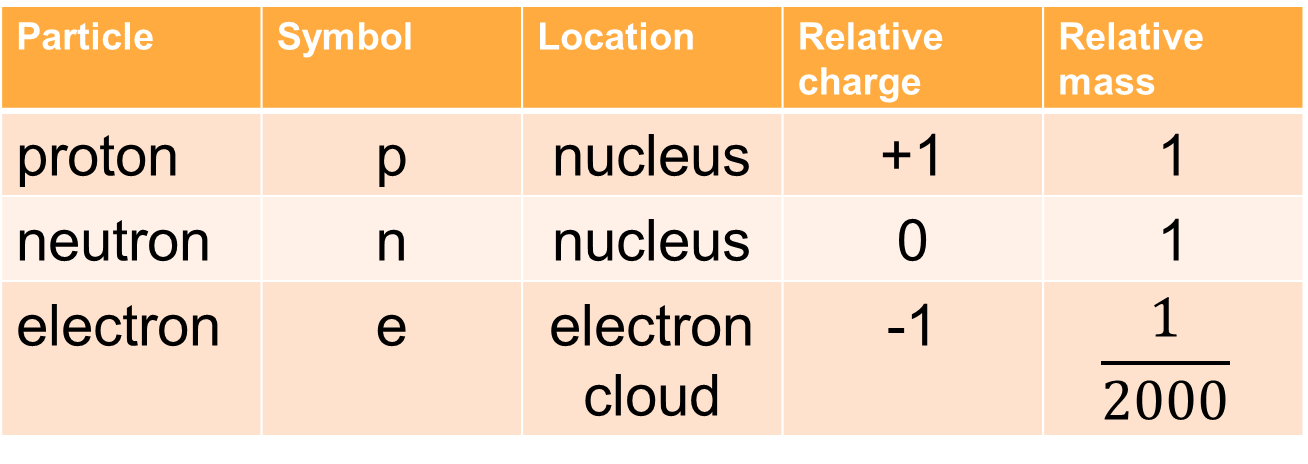 Particle Symbol Location Relative charge Relative mass
proton p nucleus +1 1
neutron n nucleus 0 1
electron e electron cloud -1 1/2000